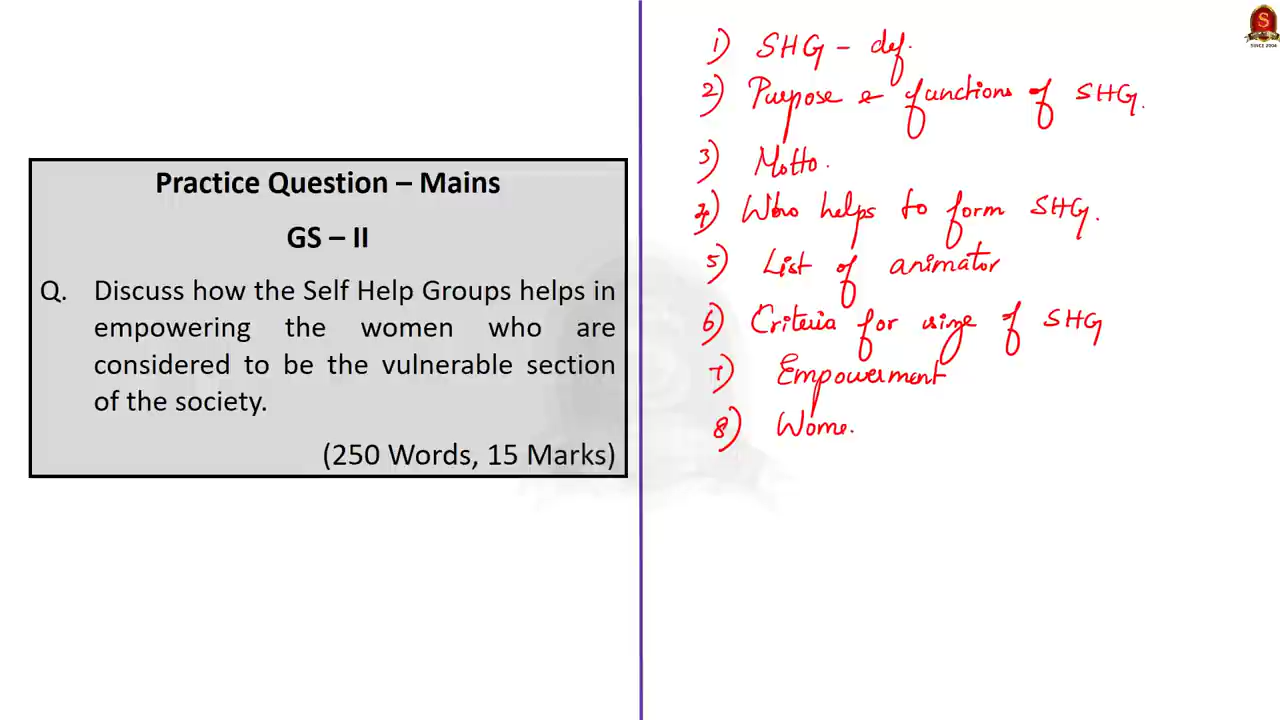 Practice Question – Mains
GS – II
Q. Discuss how the Self Help Groups helps in
empowering the women who are
considered to be the vulnerable section
of the society.
(250 Words, 15 Marks)
1) SHG – def.
2) Purpose & functions of SHG.
3) Motto.
4) Who helps to form SHG.
5) List of animator
6) Criteria for size of SHG
7) Empowerment
8) Wome.
S
SINCE 2004